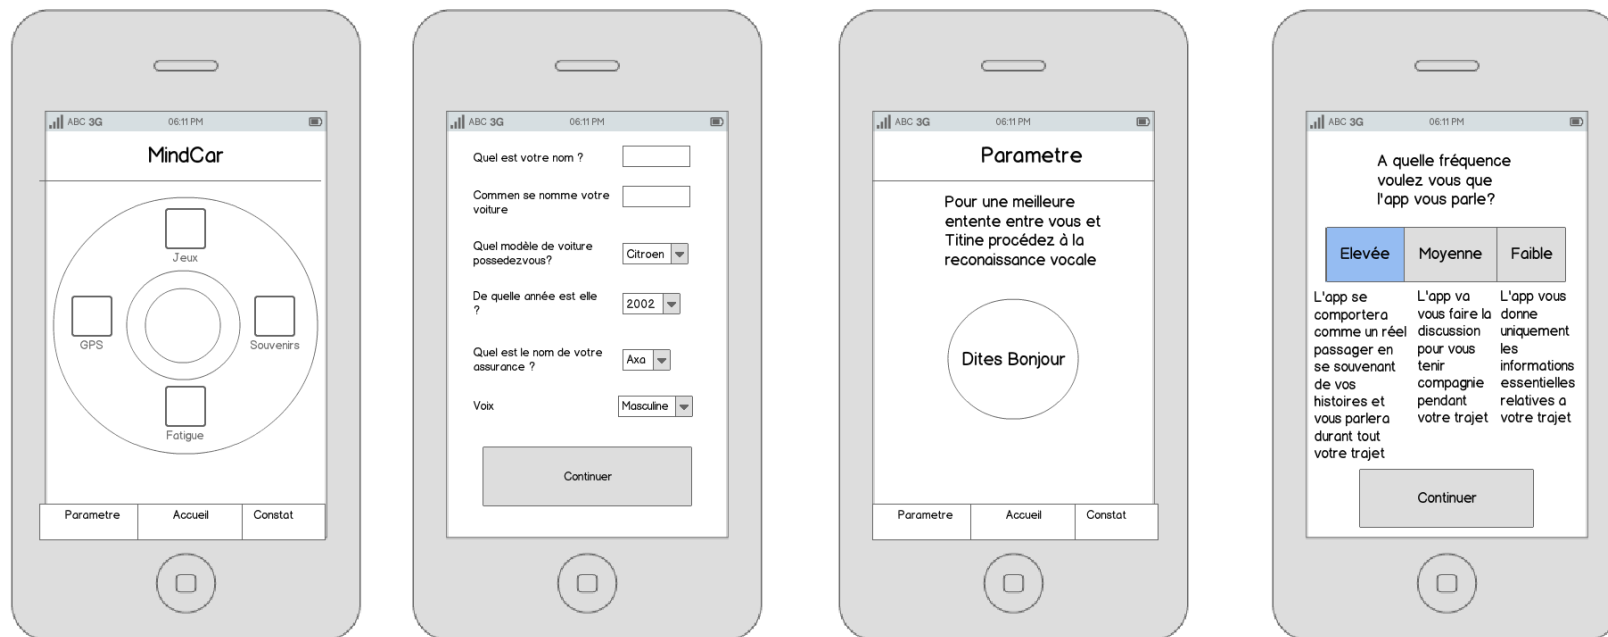 ABC 3G 06:11 PM
MindCar
Jeux
GPS
Souvenirs
Fatigue
Parametre Accueil Constat
ABC 3G 06:11 PM
Quel est votre nom ?
Commen se nomme votre
voiture
Quel modèle de voiture
possedezvous?
Citroen
De quelle année est elle
?
2002
Quel est le nom de votre
assurance ?
Axa
Voix
Masculine
Continuer
ABC 3G 06:11 PM
Parametre
Pour une meilleure
entente entre vous et
Titine procédez à la
reconaissance vocale
Dites Bonjour
Parametre Accueil Constat
ABC 3G 06:11 PM
A quelle fréquence
voulez vous que
l'app vous parle?
Elevée Moyenne Faible
L'app se
comportera
comme un réel
passager en
se souvenant
de vos
histoires et
vous parlera
durant tout
votre trajet
L'app va
vous faire la
discussion
pour vous
tenir
compagnie
pendant
votre trajet
L'app vous
donne
uniquement
les
informations
essentielles
relatives a
votre trajet
Continuer